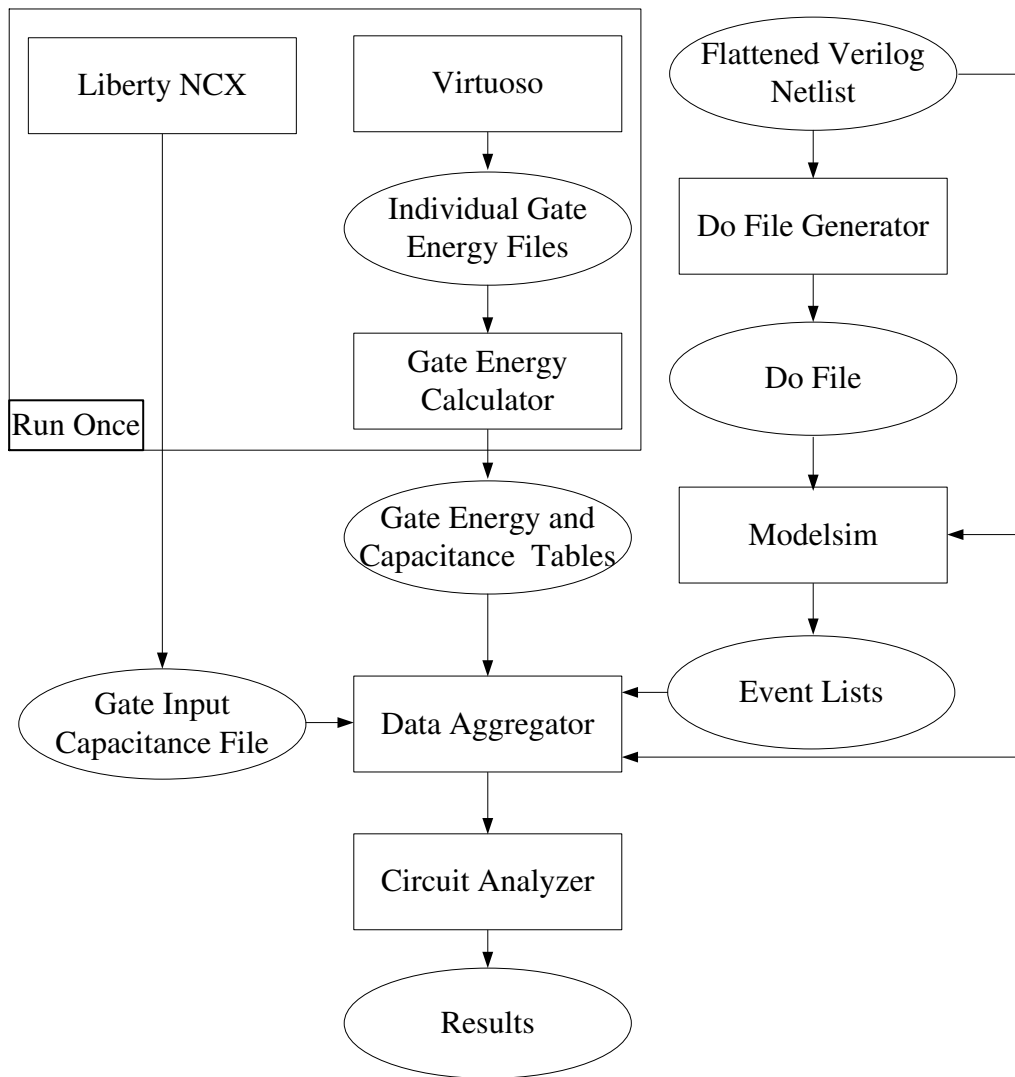 Liberty NCX
Virtuoso
Flattened Verilog
Netlist
Individual Gate
Energy Files
Do File Generator
Gate Energy
Calculator
Do File
Run Once
Gate Energy and
Capacitance Tables
Modelsim
Gate Input
Capacitance File
Data Aggregator
Event Lists
Circuit Analyzer
Results